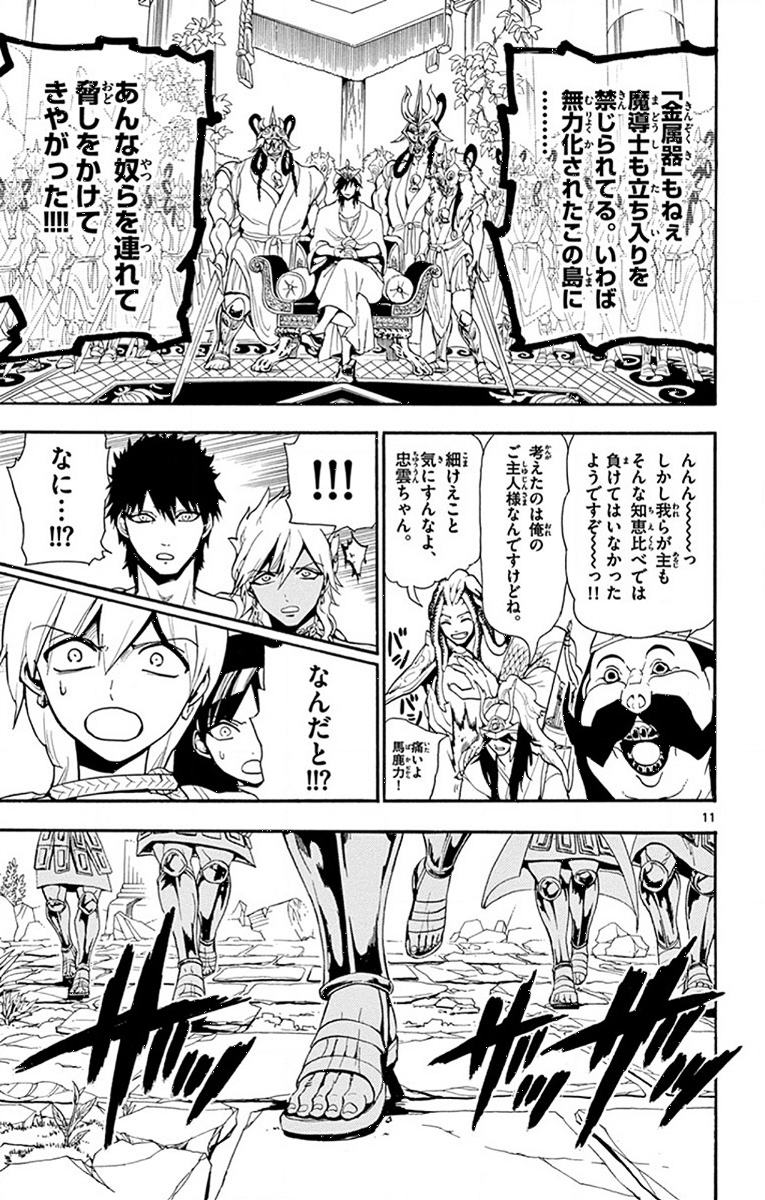 「金属器」もねぇ
魔導士も立ち入りを
禁じられてる。いわば
無力化されたこの島に
………
あんな奴らを連れて
脅しをかけて
きやがった!!!!
んんん～～～っ
しかし我らが主も
そんな知恵比べでは
負けてはいなかった
ようですぞ～～っ!!
考えたのは俺の
ご主人様なんですけどね。
細けえこと
気にすんなよ、
忠雲ちゃん。
バシ
バシ
痛いよ
馬鹿力!
!!!
なに…!!?
なんだと!!?
11
ザッ
ザッ